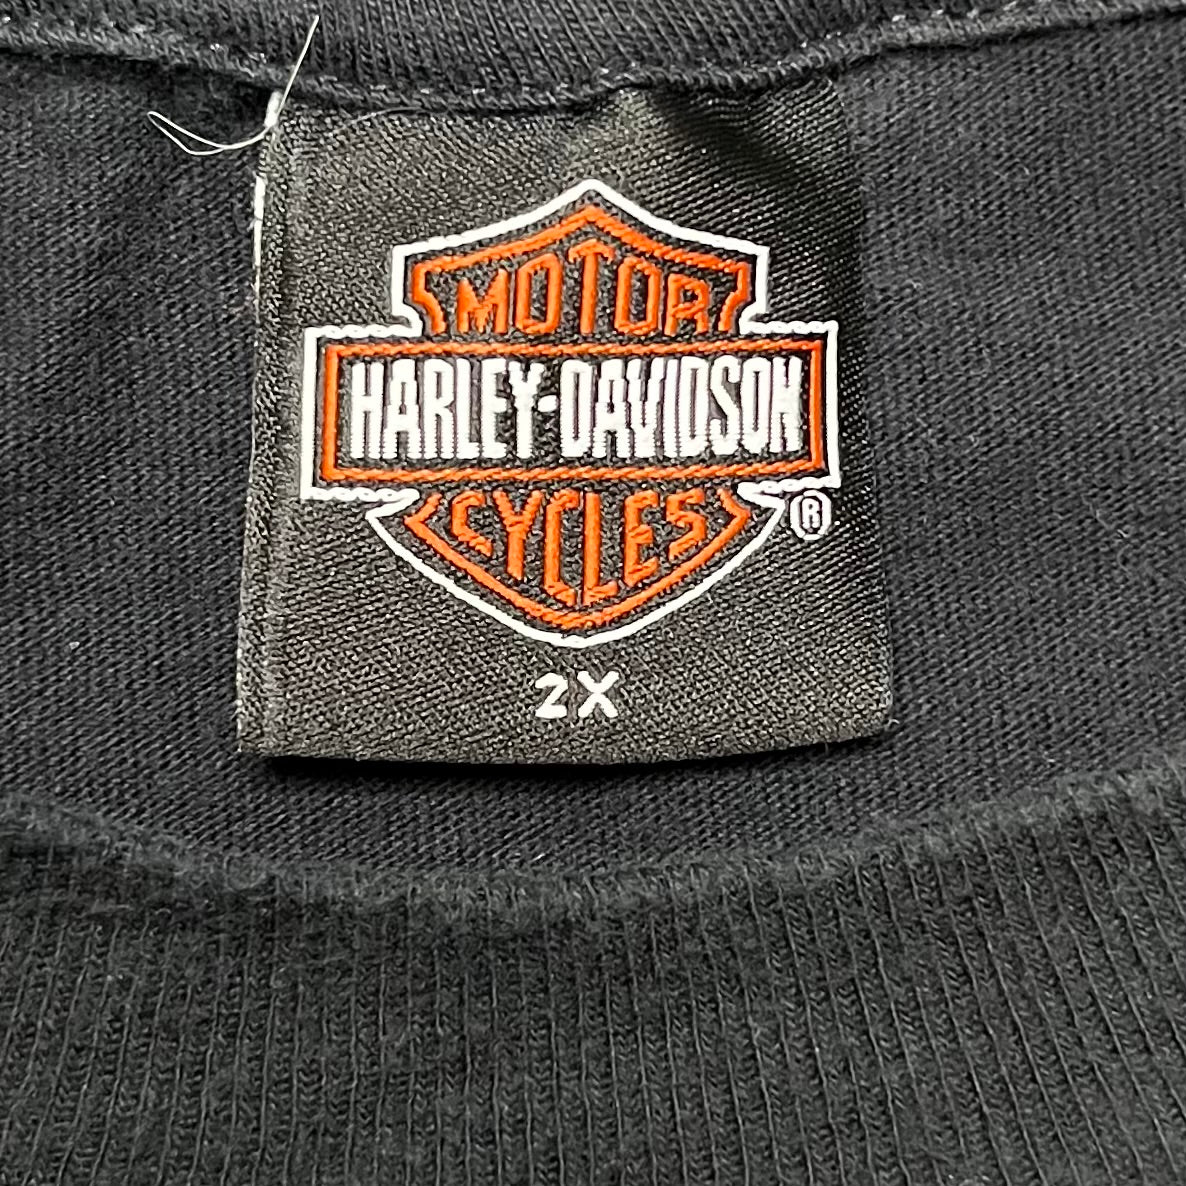 MOTOR
HARLEY-DAVIDSON
CYCLES
®
2X